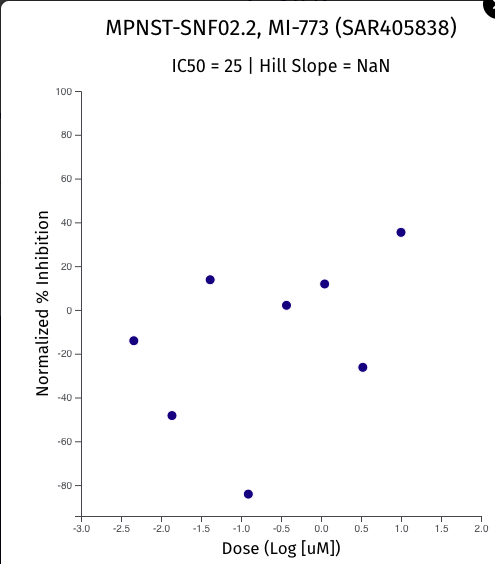 MPNST-SNF02.2, MI-773 (SAR405838)
IC50 = 25 | Hill Slope = NaN
100
80
60
40
20
0
-20
-40
-60
-80
Normalized % Inhibition
-3.0 -2.5 -2.0 -1.5 -1.0 -0.5 0.0 0.5 1.0 1.5 2.0
Dose (Log [uM])